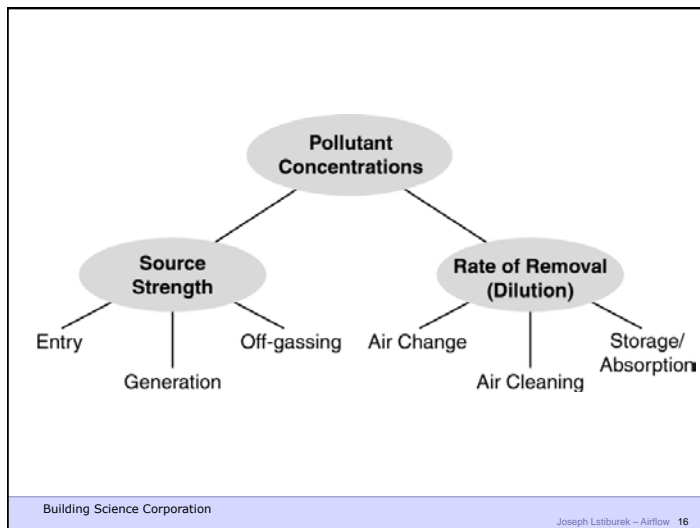 Pollutant
Concentrations
Source
Strength
Rate of Removal
(Dilution)
Entry
Generation
Off-gassing
Air Change
Air Cleaning
Storage/
Absorption
Building Science Corporation
Joseph Lstiburek – Airflow 16